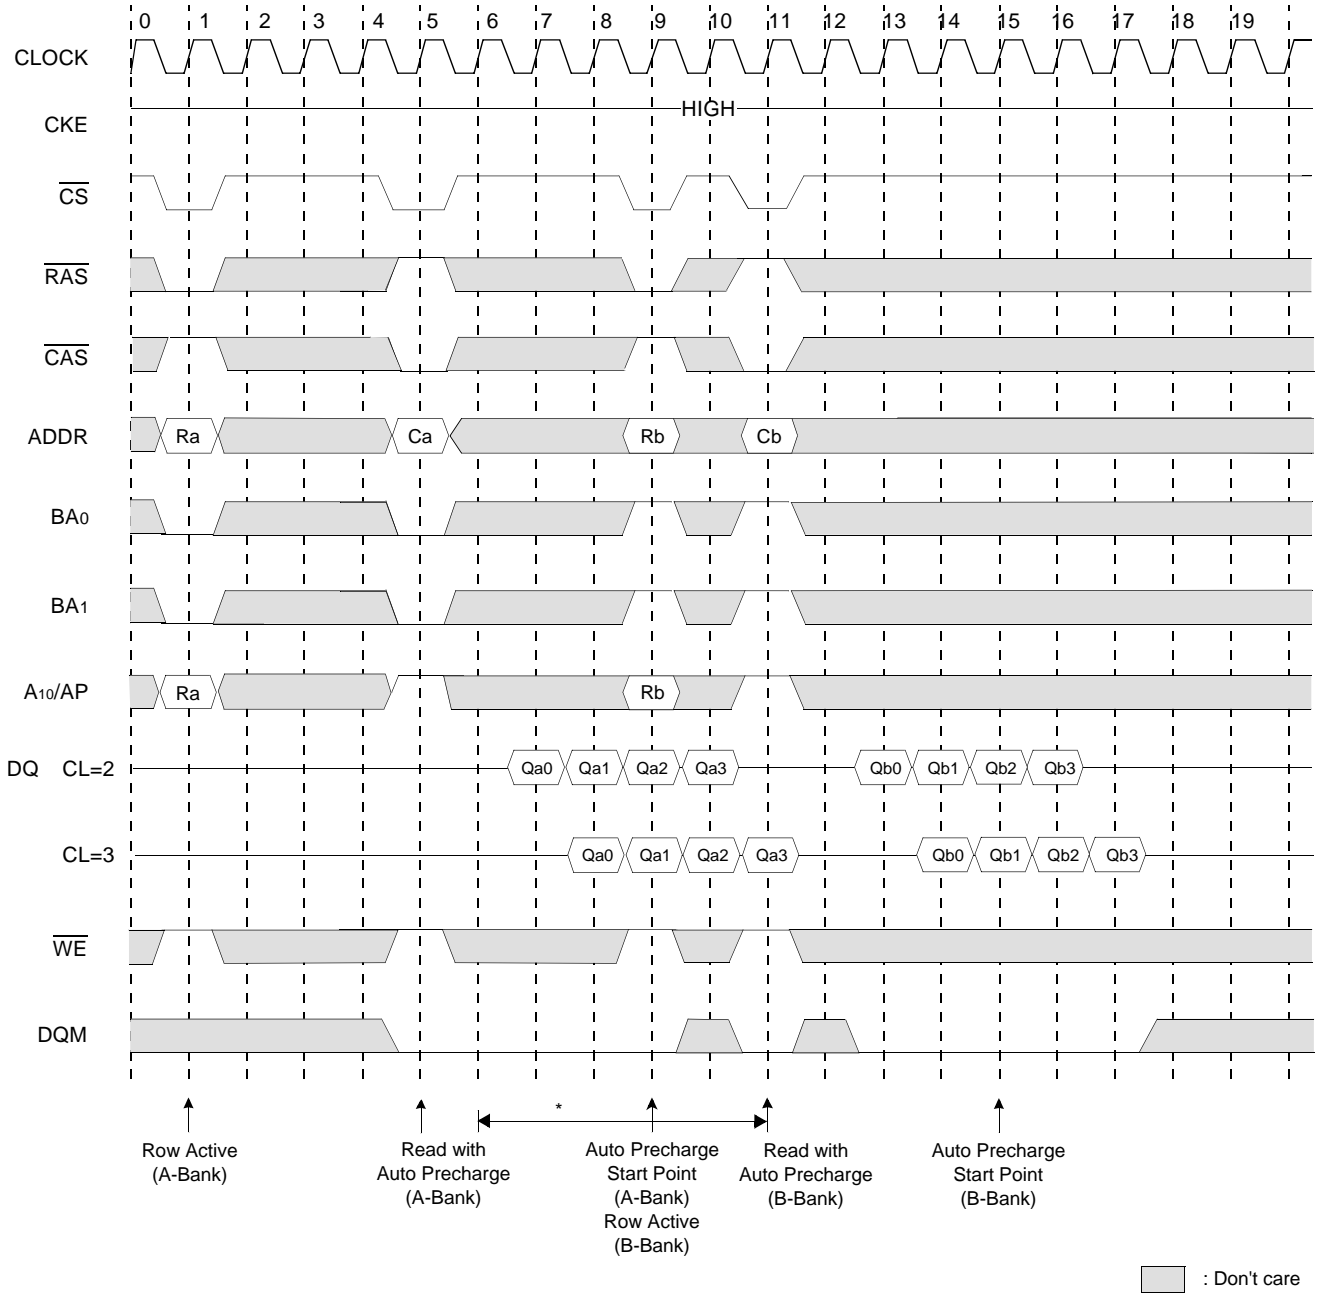 0 1 2 3 4 5 6 7 8 9 10 11 12 13 14 15 16 17 18 19
CLOCK
HIGH
CKE
CS
RAS
CAS
ADDR Ra Ca Rb Cb
BA0
BA1
A10/AP Ra Rb
DQ CL=2 Qa0 Qa1 Qa2 Qa3 Qb0 Qb1 Qb2 Qb3
CL=3 Qa0 Qa1 Qa2 Qa3 Qb0 Qb1 Qb2 Qb3
WE
DQM
*
Row Active
(A-Bank)
Read with
Auto Precharge
(A-Bank)
Auto Precharge
Start Point
(A-Bank)
Row Active
(B-Bank)
Read with
Auto Precharge
(B-Bank)
Auto Precharge
Start Point
(B-Bank)
: Don't care